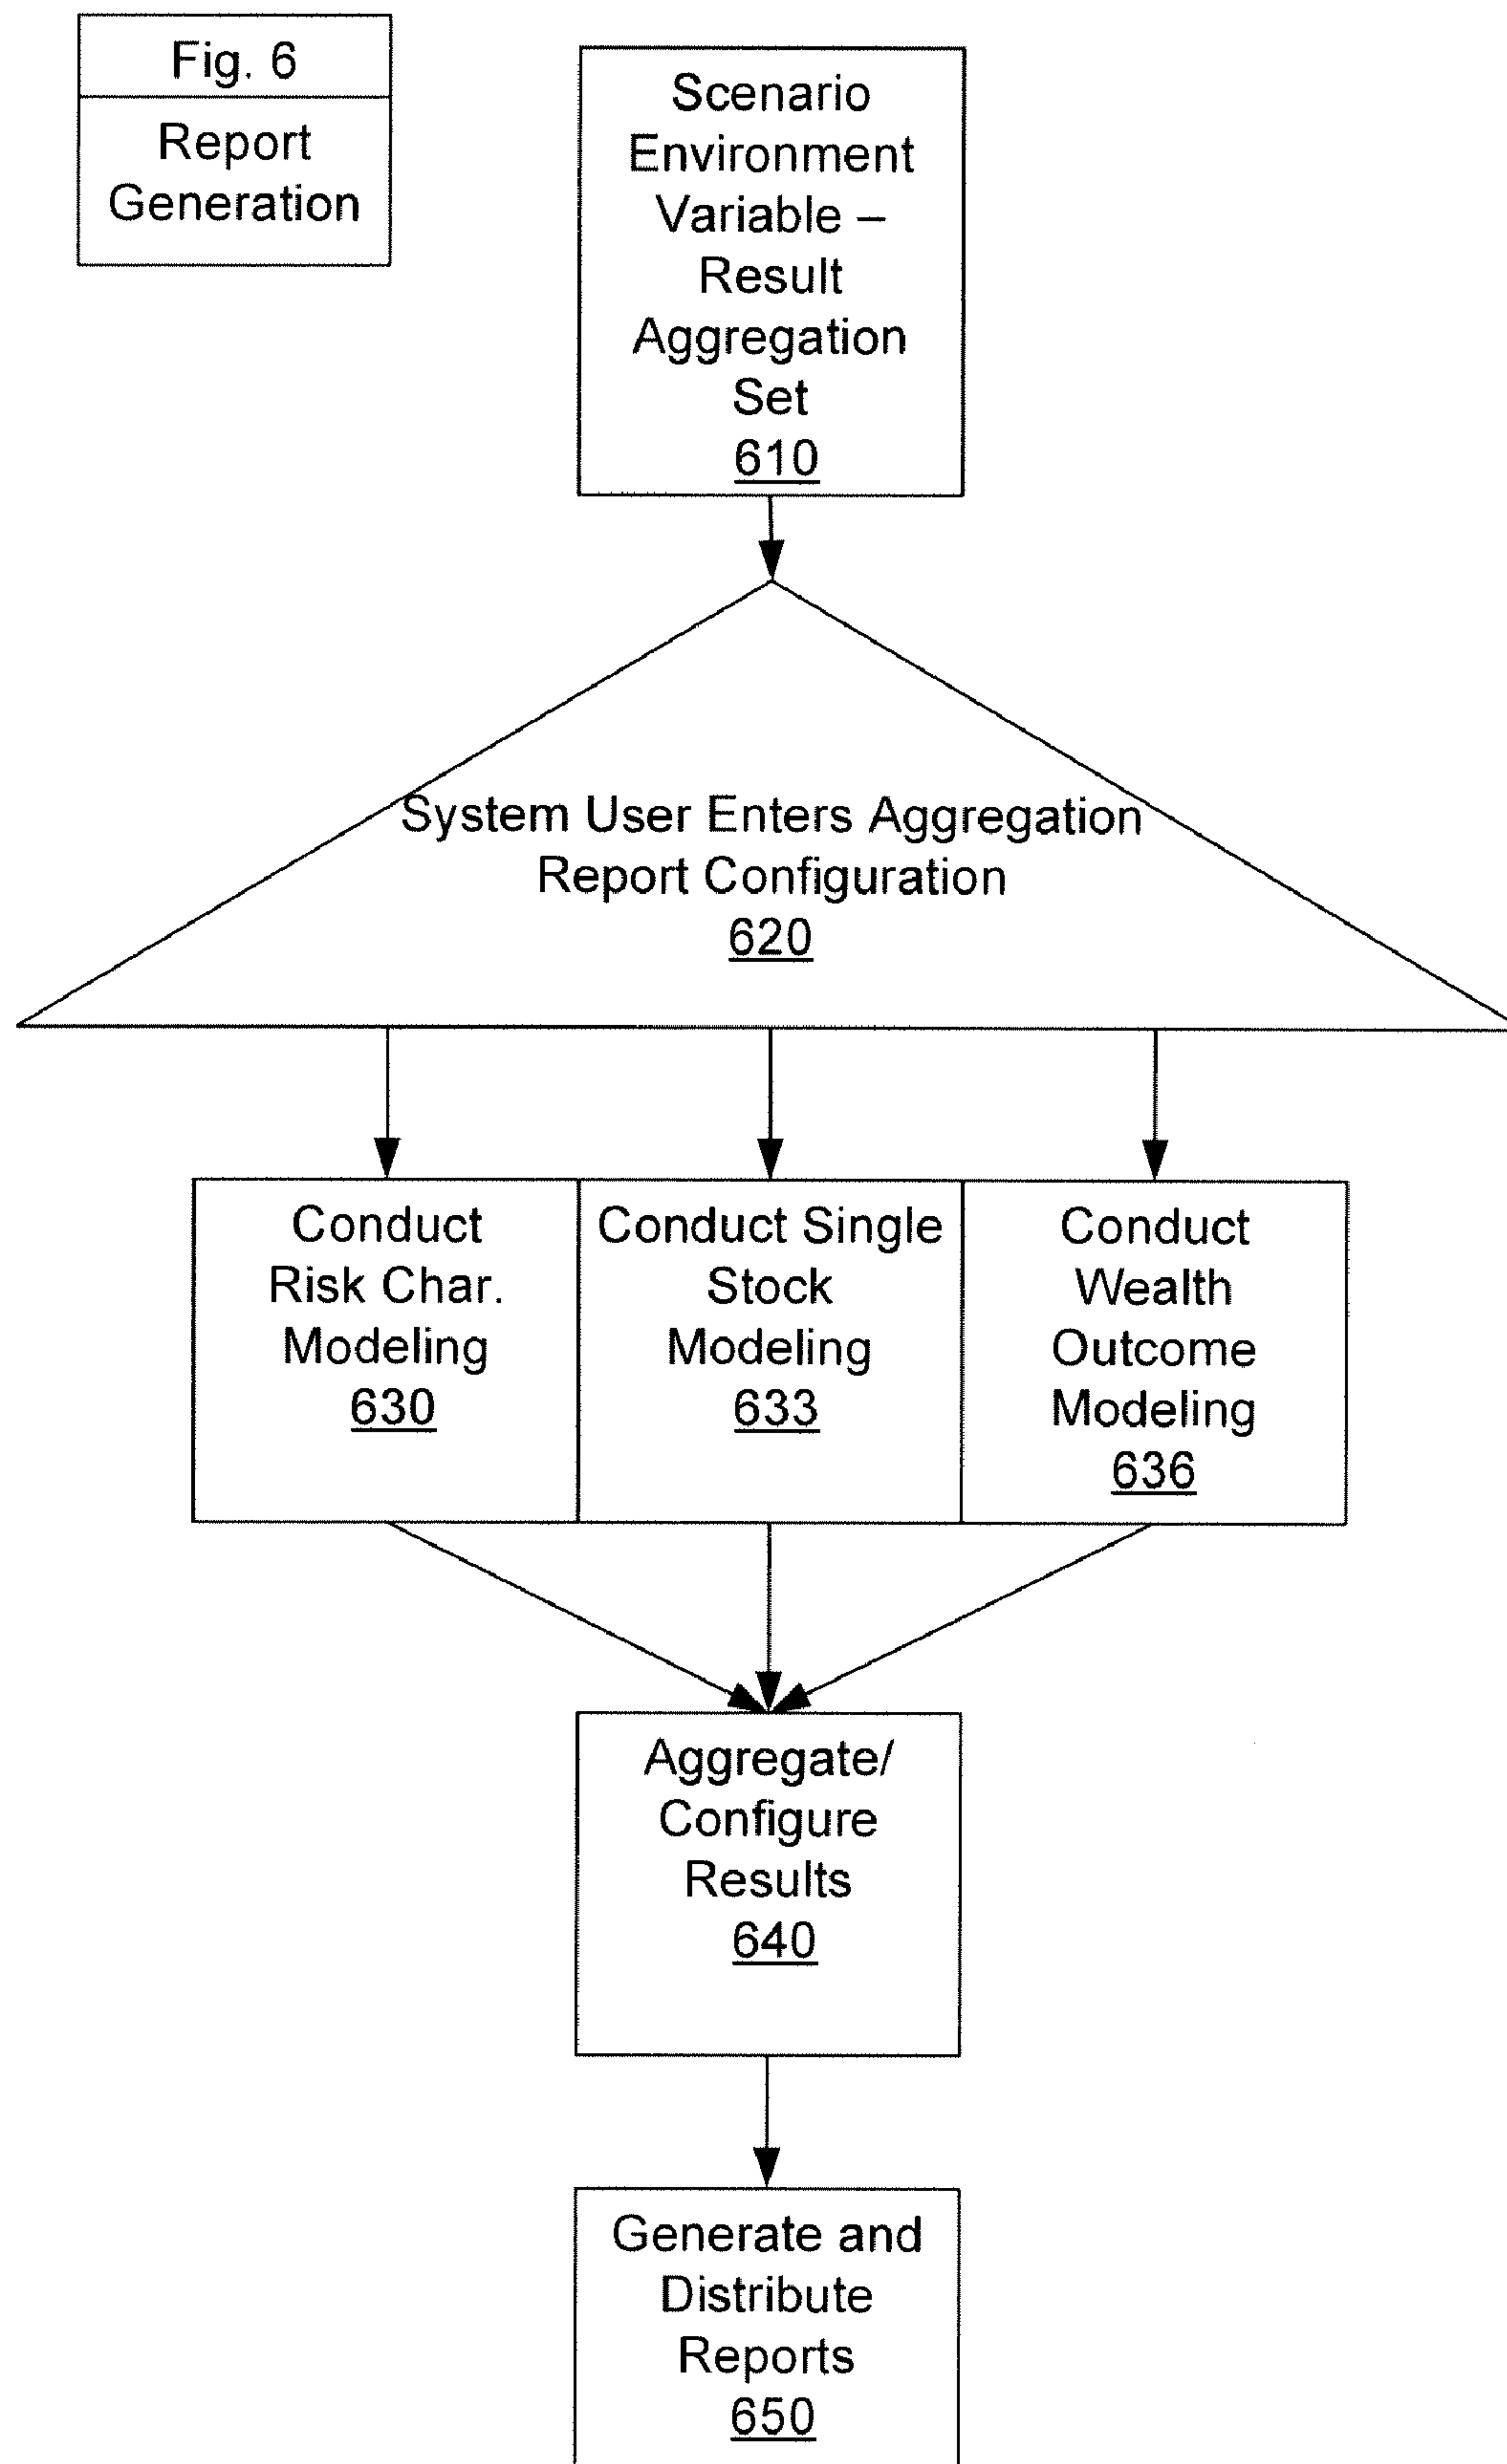 Fig. 6
Report
Generation
Scenario
Environment
Variable –
Result
Aggregation
Set
610
System User Enters Aggregation
Report Configuration
620
Conduct
Risk Char.
Modeling
630
Conduct Single
Stock
Modeling
633
Conduct
Wealth
Outcome
Modeling
636
Aggregate/
Configure
Results
640
Generate and
Distribute
Reports
650